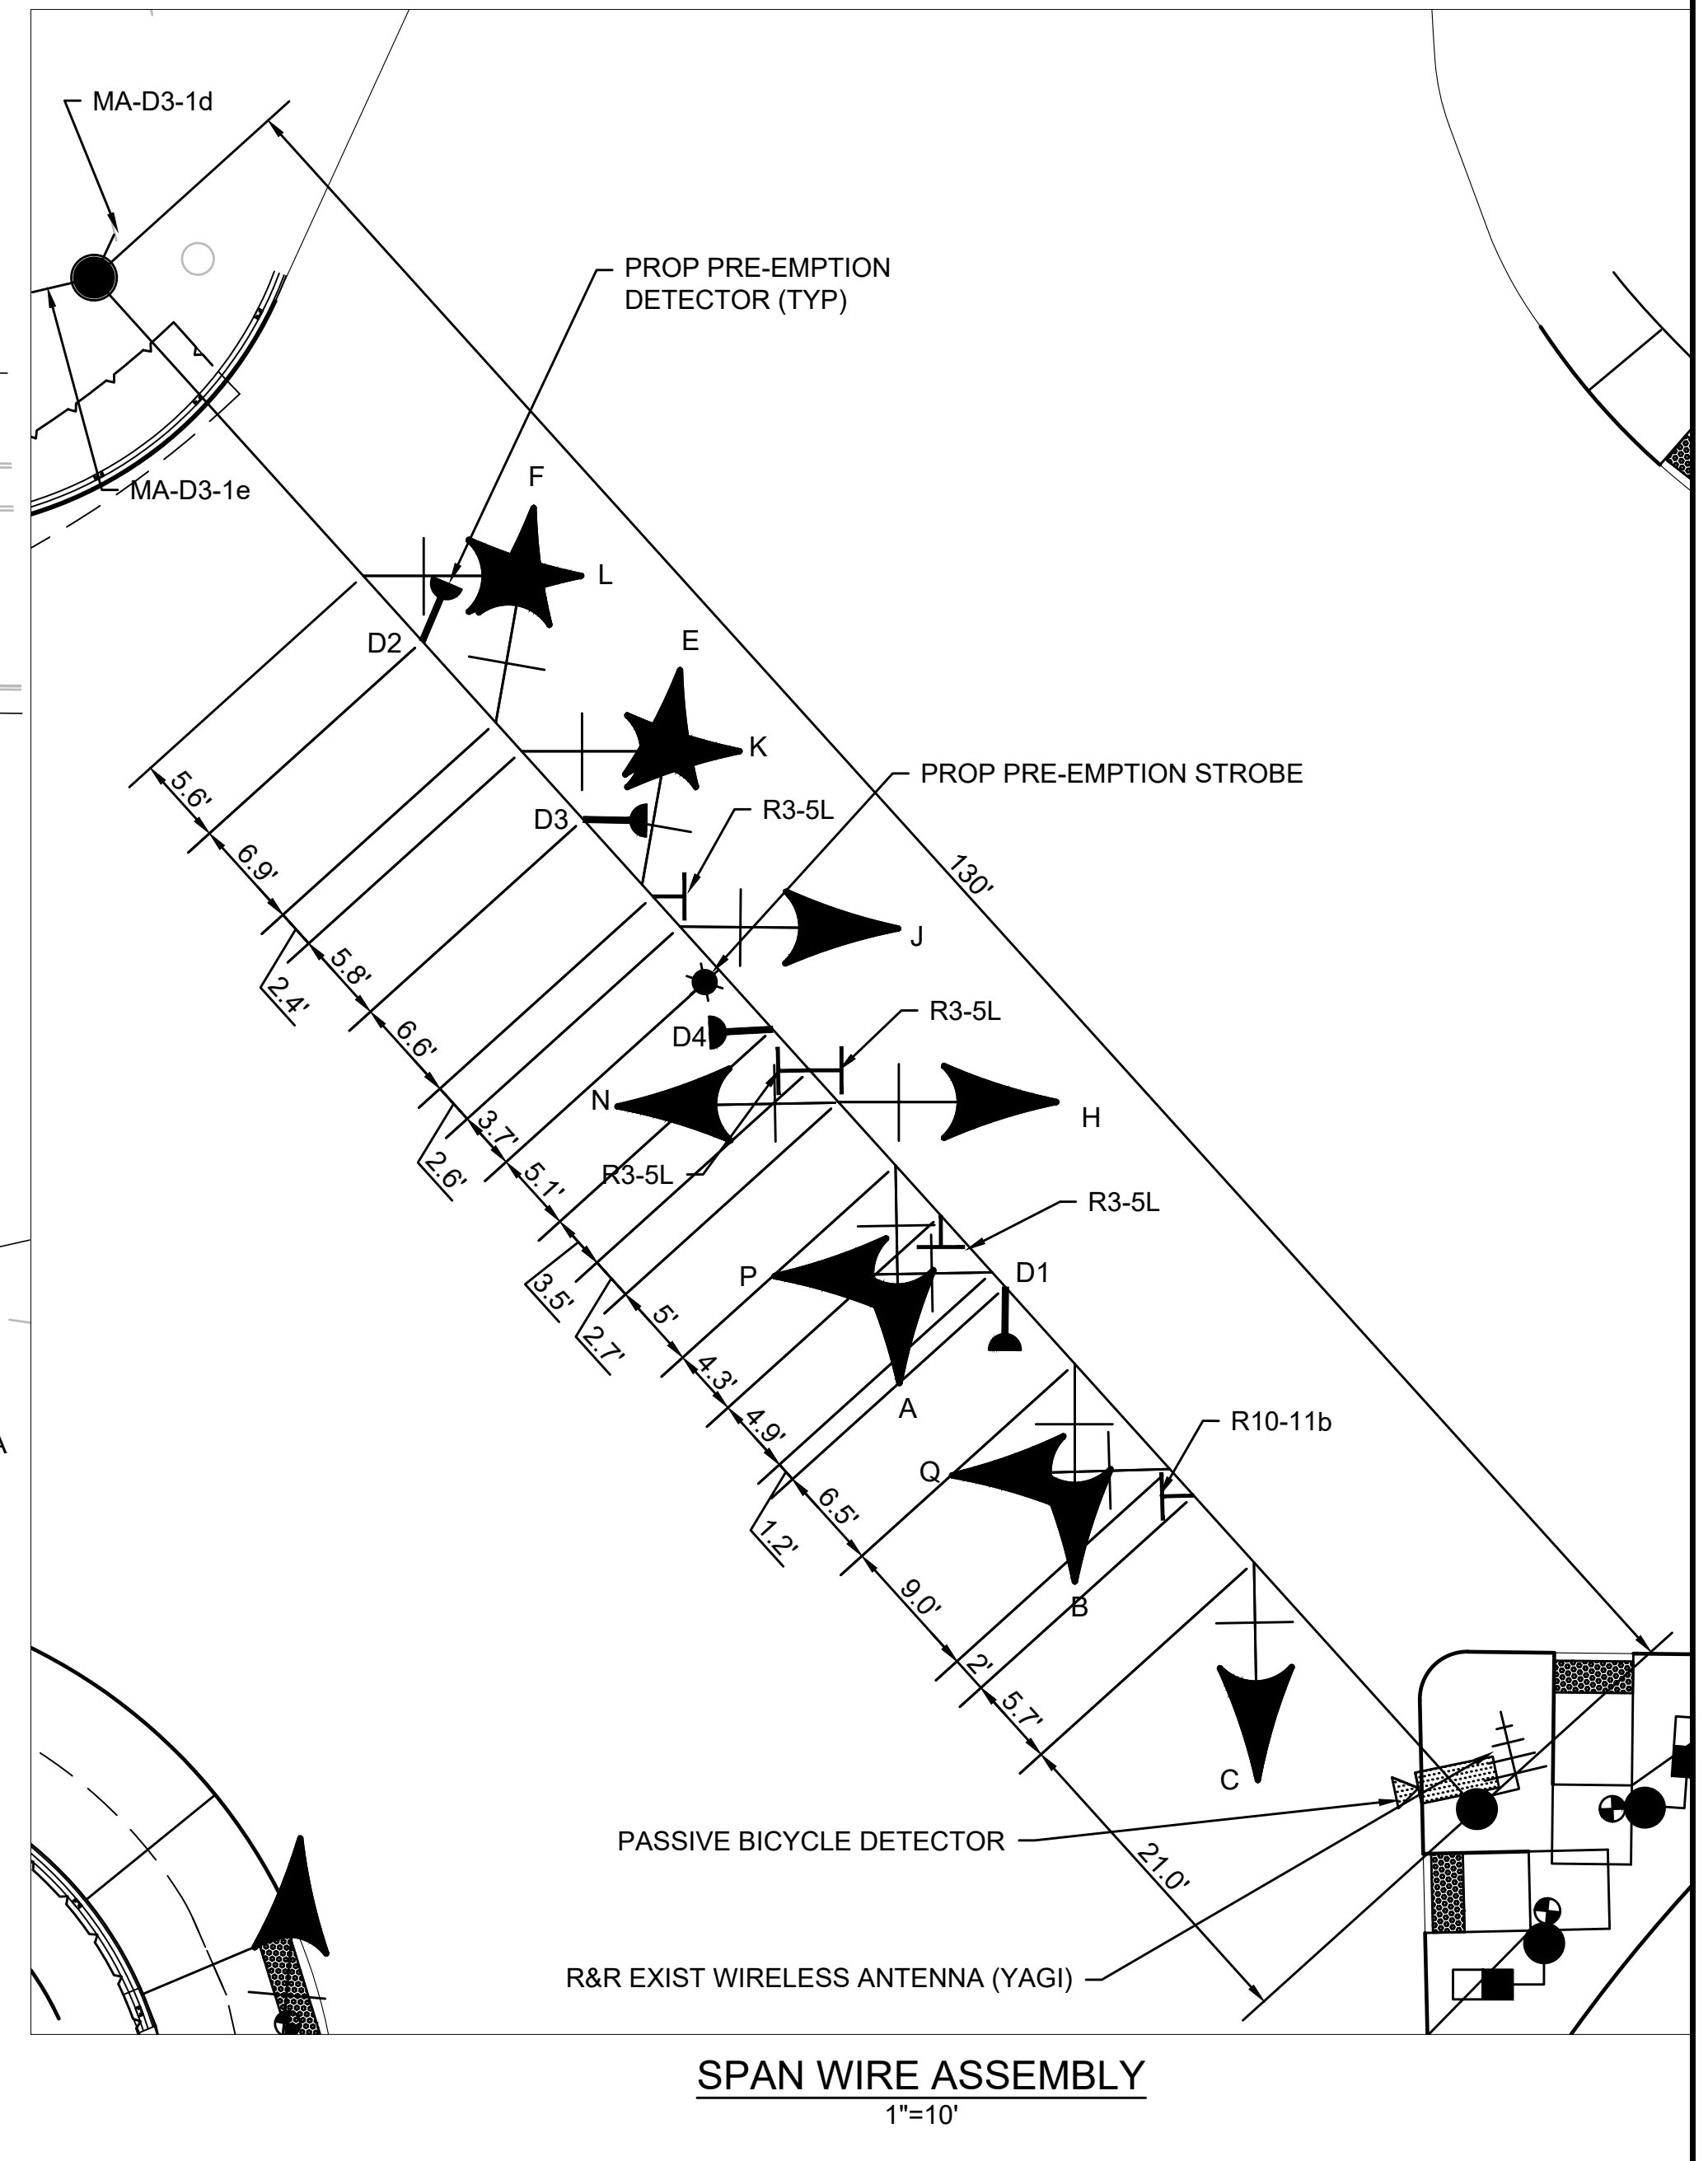 MA-D3-1d
PROP PRE-EMPTION
DETECTOR (TYP)
MA-D3-1e
F
L
D2
E
K
PROP PRE-EMPTION STROBE
D3
R3-5L
130'
J
D4
R3-5L
N
H
R3-5L
R3-5L
P
D1
A
R10-11b
Q
B
C
5.6'
6.9'
2.4'
5.8'
6.6'
2.6'
3.7'
5.1'
3.5'
2.7'
5'
4.3'
4.9'
1.2'
6.5'
9.0'
2'
5.7'
21.0'
A
PASSIVE BICYCLE DETECTOR
R&R EXIST WIRELESS ANTENNA (YAGI)
SPAN WIRE ASSEMBLY
1"=10'